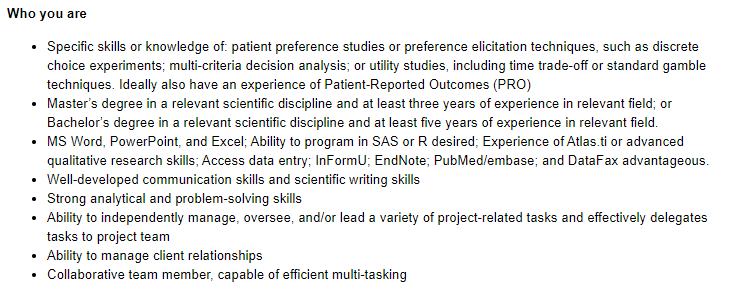 Who you are
• Specific skills or knowledge of: patient preference studies or preference elicitation techniques, such as discrete
choice experiments; multi-criteria decision analysis; or utility studies, including time trade-off or standard gamble
techniques. Ideally also have an experience of Patient-Reported Outcomes (PRO)
• Master's degree in a relevant scientific discipline and at least three years of experience in relevant field; or
Bachelor's degree in a relevant scientific discipline and at least five years of experience in relevant field.
• MS Word, PowerPoint, and Excel; Ability to program in SAS or R desired; Experience of Atlas.ti or advanced
qualitative research skills; Access data entry; InFormU; EndNote; PubMed/embase; and DataFax advantageous.
• Well-developed communication skills and scientific writing skills
• Strong analytical and problem-solving skills
• Ability to independently manage, oversee, and/or lead a variety of project-related tasks and effectively delegates
tasks to project team
• Ability to manage client relationships
• Collaborative team member, capable of efficient multi-tasking